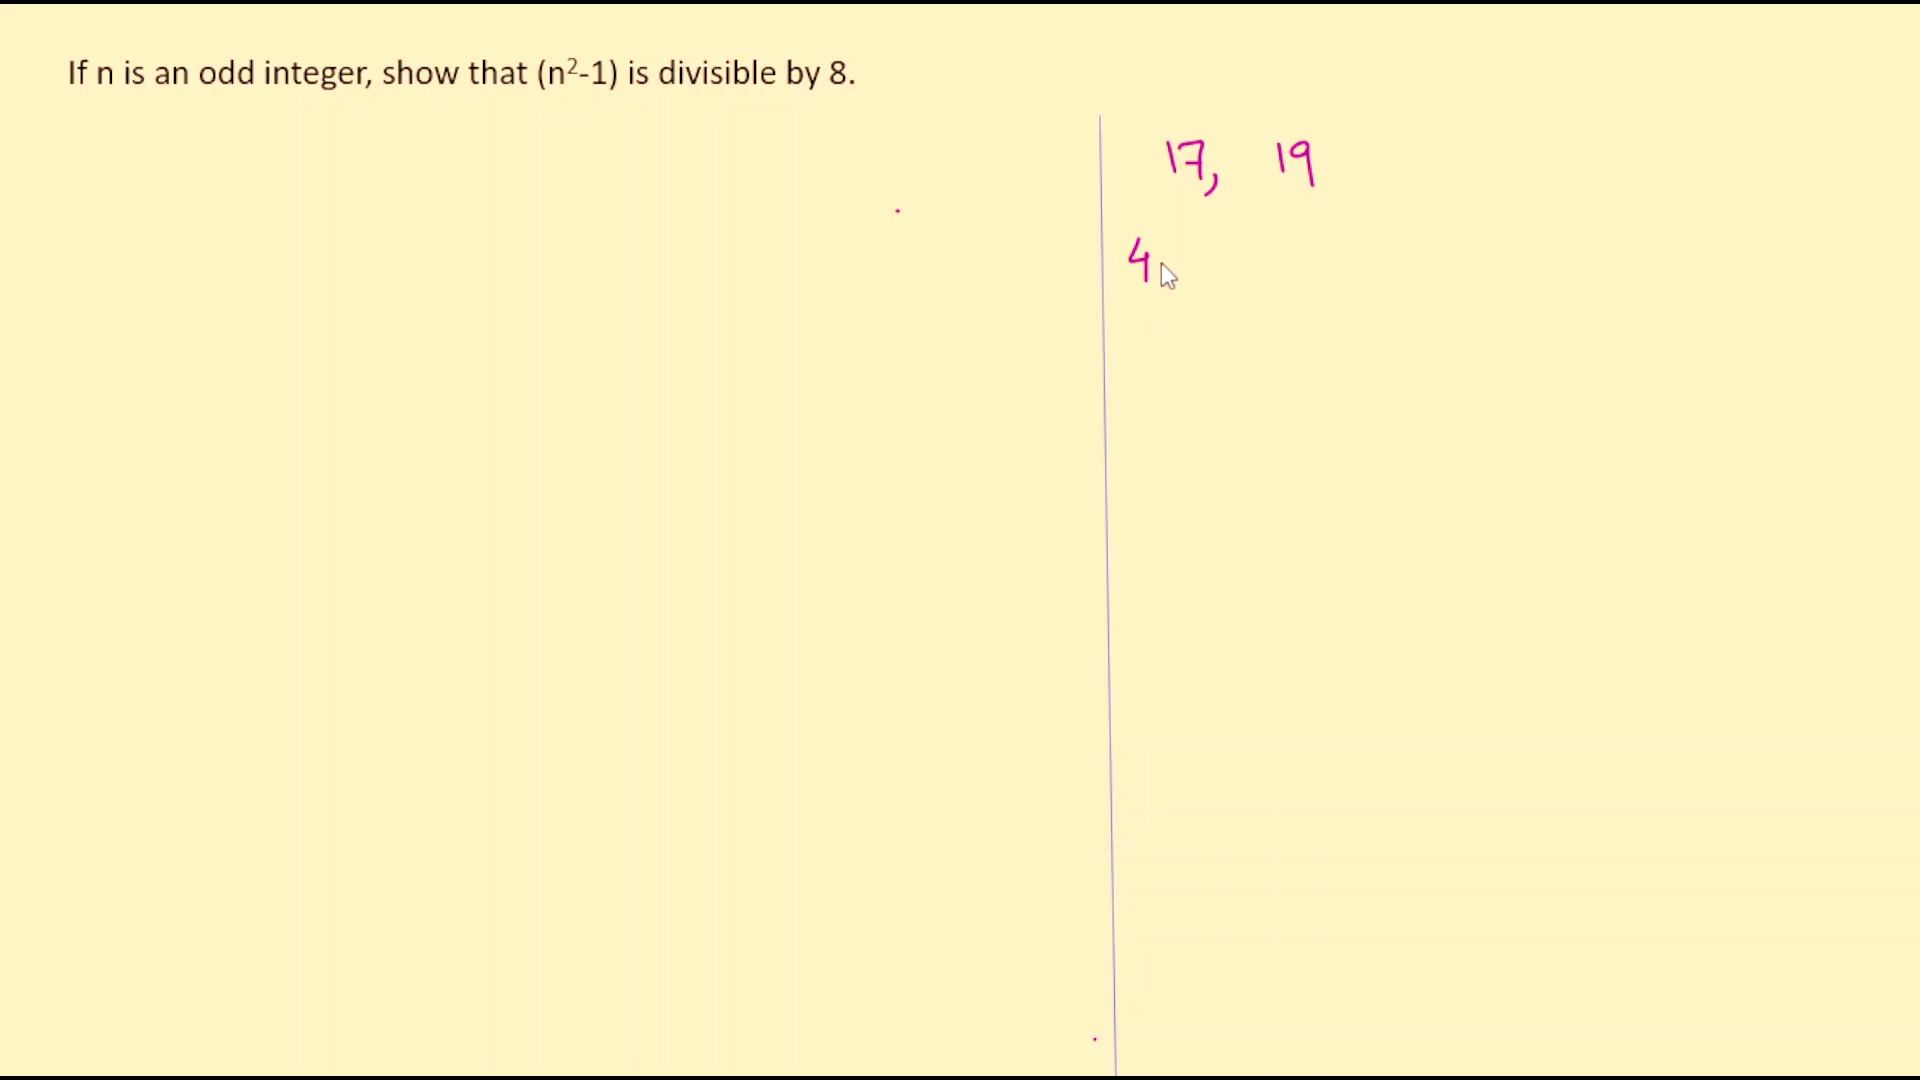 If n is an odd integer, show that (n²-1) is divisible by 8.
17, 19
4